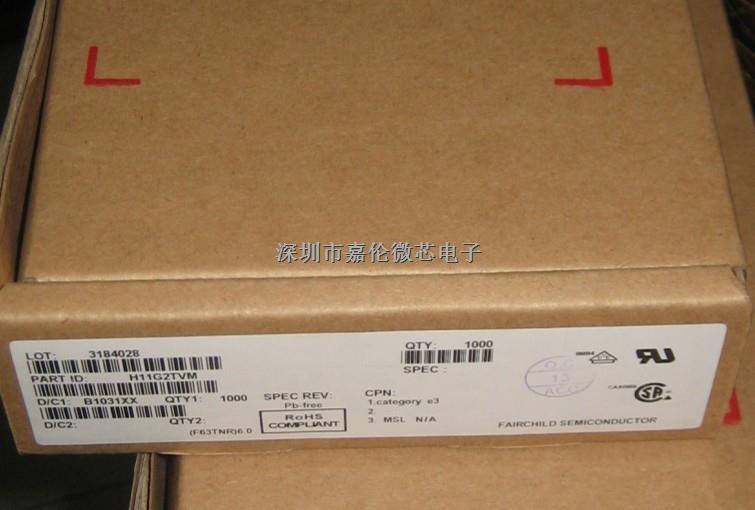 深圳市嘉伦微芯电子
LOT: 3184028
QTY: 1000
PART ID: H11G2TVM
SPEC :
D/C1: B1031XX QTY1: 1000
SPEC REV:
CPN:
Pb-free
1.category e3
D/C2:
QTY2:
RoHS
COMPLIANT
2.
3. MSL N/A
(F63TNR)6.0
FAIRCHILD SEMICONDUCTOR
13
ACC